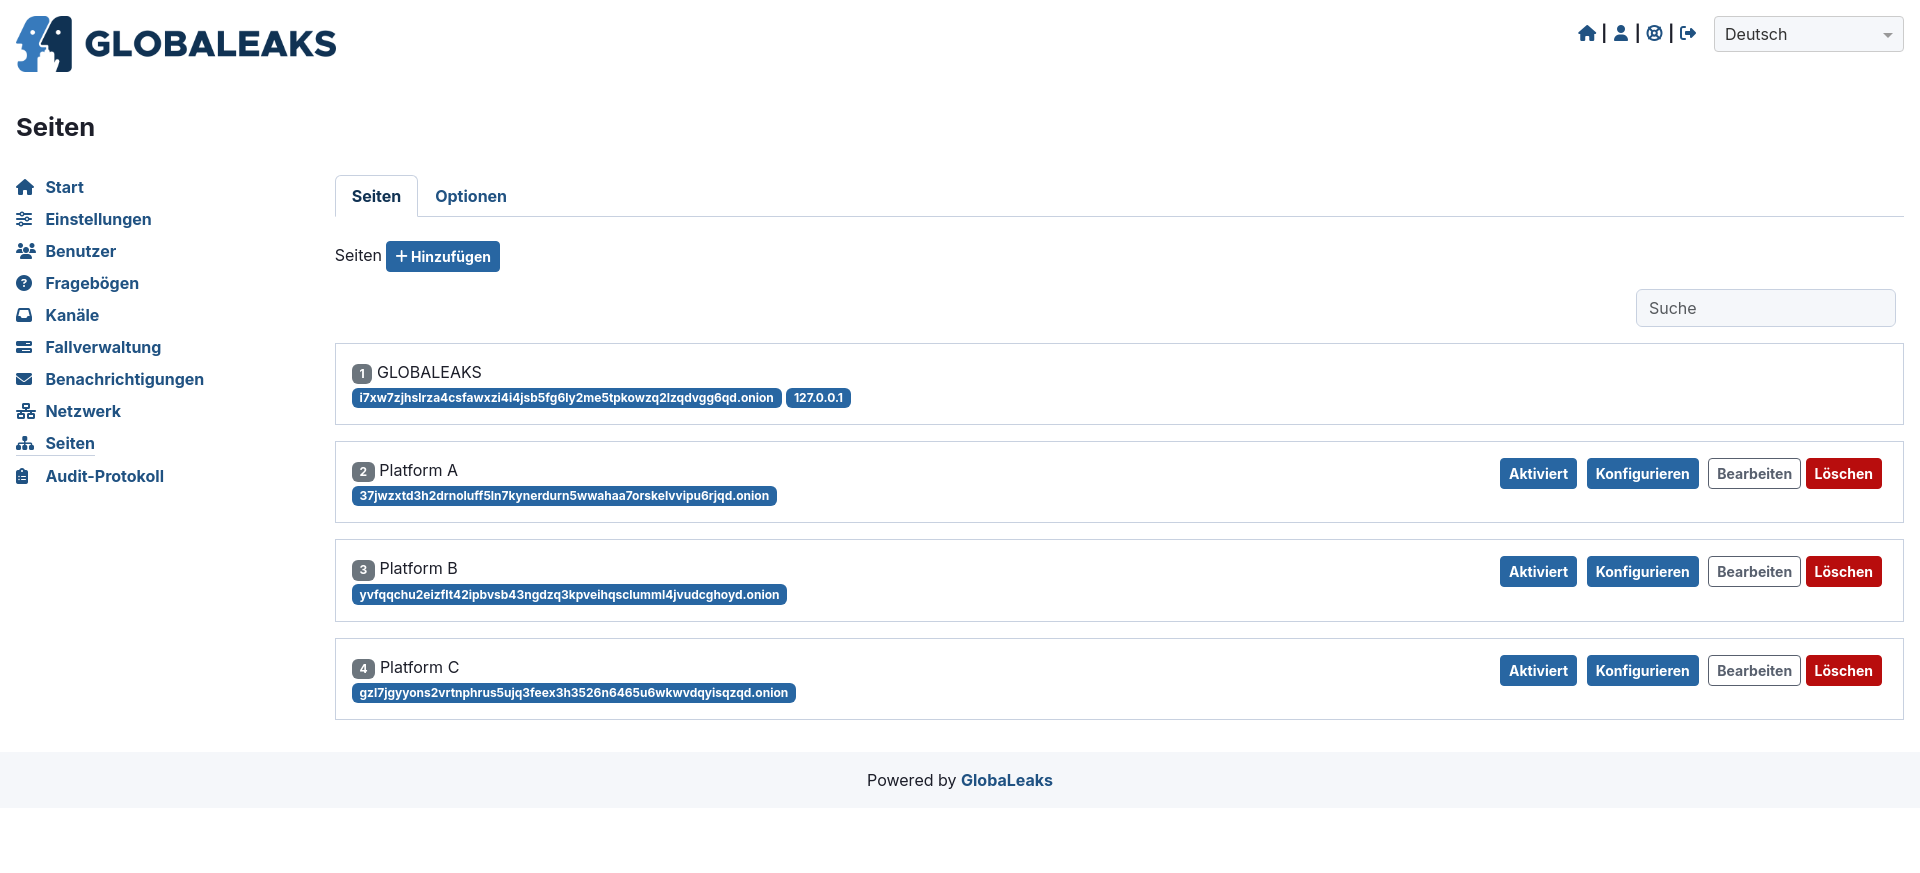 GLOBALEAKS
Deutsch
Seiten
Start
Einstellungen
Benutzer
Fragebögen
Kanäle
Fallverwaltung
Benachrichtigungen
Netzwerk
Seiten
Audit-Protokoll
Seiten Optionen
Seiten + Hinzufügen
Suche
1 GLOBALEAKS
i7xw7zjhslrza4csfawxzi4i4jsb5fg6ly2me5tpkowzq2lzqdvgg6qd.onion 127.0.0.1
2 Platform A
Aktiviert Konfigurieren Bearbeiten Löschen
37jwzxtd3h2drnoluff5ln7kynerdurn5wwahaa7orskelvvipu6rjqd.onion
3 Platform B
Aktiviert Konfigurieren Bearbeiten Löschen
yvfqqchu2eizflt42ipbvsb43ngdzq3kpveihqsclumml4jvudcghoyd.onion
4 Platform C
Aktiviert Konfigurieren Bearbeiten Löschen
gzl7jgyyons2vrtnphrus5ujq3feex3h3526n6465u6wkwvdqyisqzqd.onion
Powered by GlobaLeaks